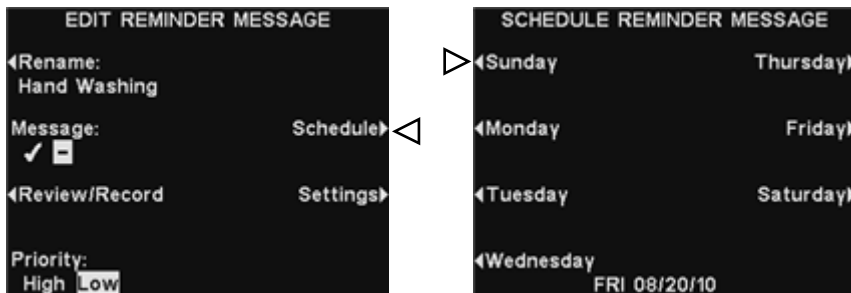 EDIT REMINDER MESSAGE
Rename:
Hand Washing
Message: Schedule
✓ -
Review/Record Settings
Priority:
High Low
SCHEDULE REMINDER MESSAGE
Sunday Thursday
Monday Friday
Tuesday Saturday
Wednesday
FRI 08/20/10